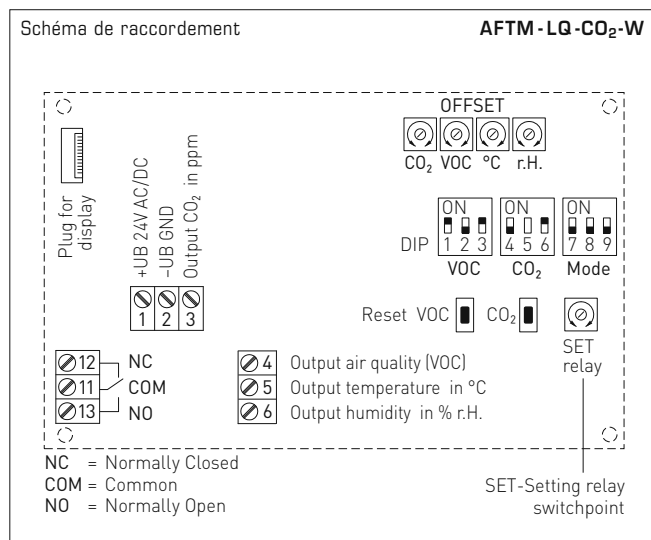 Schéma de raccordement
AFTM-LQ-CO₂-W
OFFSET
CO₂ VOC °C r.H.
Plug for
display
+UB 24V AC/DC
-UB GND
Output CO₂ in ppm
1 2 3
ON ON ON
DIP 1 2 3 4 5 6 7 8 9
VOC CO₂ Mode
Reset VOC CO₂
SET
relay
12 NC
11 COM
13 NO
4 Output air quality (VOC)
5 Output temperature in °C
6 Output humidity in % r.H.
NC = Normally Closed
COM = Common
NO = Normally Open
SET-Setting relay
switchpoint